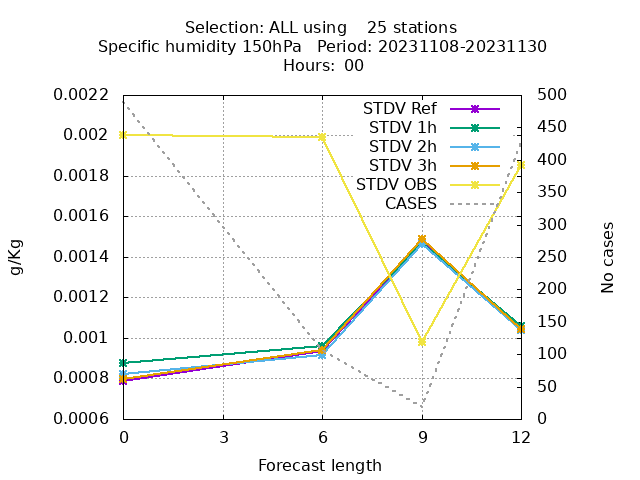 Selection: ALL using    25 stations
Specific humidity 150hPa   Period: 20231108-20231130
Hours:  00
STDV Ref
STDV 1h
STDV 2h
STDV 3h
STDV OBS
CASES
0.0022
0.002
0.0018
0.0016
0.0014
0.0012
0.001
0.0008
0.0006
g/Kg
500
450
400
350
300
250
200
150
100
50
0
No cases
0 3 6 9 12
Forecast length